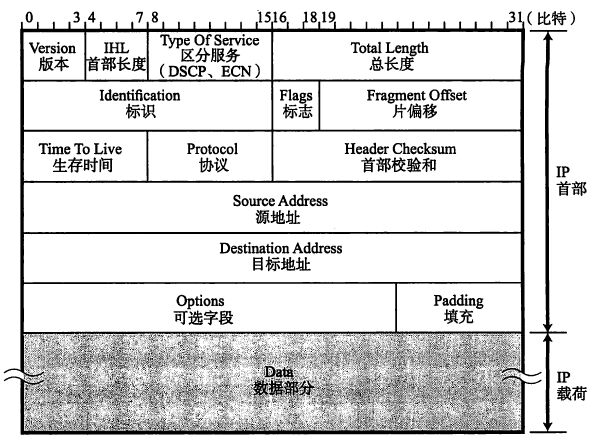 0 3 4 7 8 15 16 18 19 31 (比特)
Version IHL Type Of Service Total Length
版本 首部长度 区分服务 总长度
(DSCP、ECN)
Identification Flags Fragment Offset
标识 标志 片偏移
Time To Live Protocol Header Checksum
生存时间 协议 首部校验和
IP
首部
Source Address
源地址
Destination Address
目标地址
Options Padding
可选字段 填充
Data
数据部分
IP
载荷